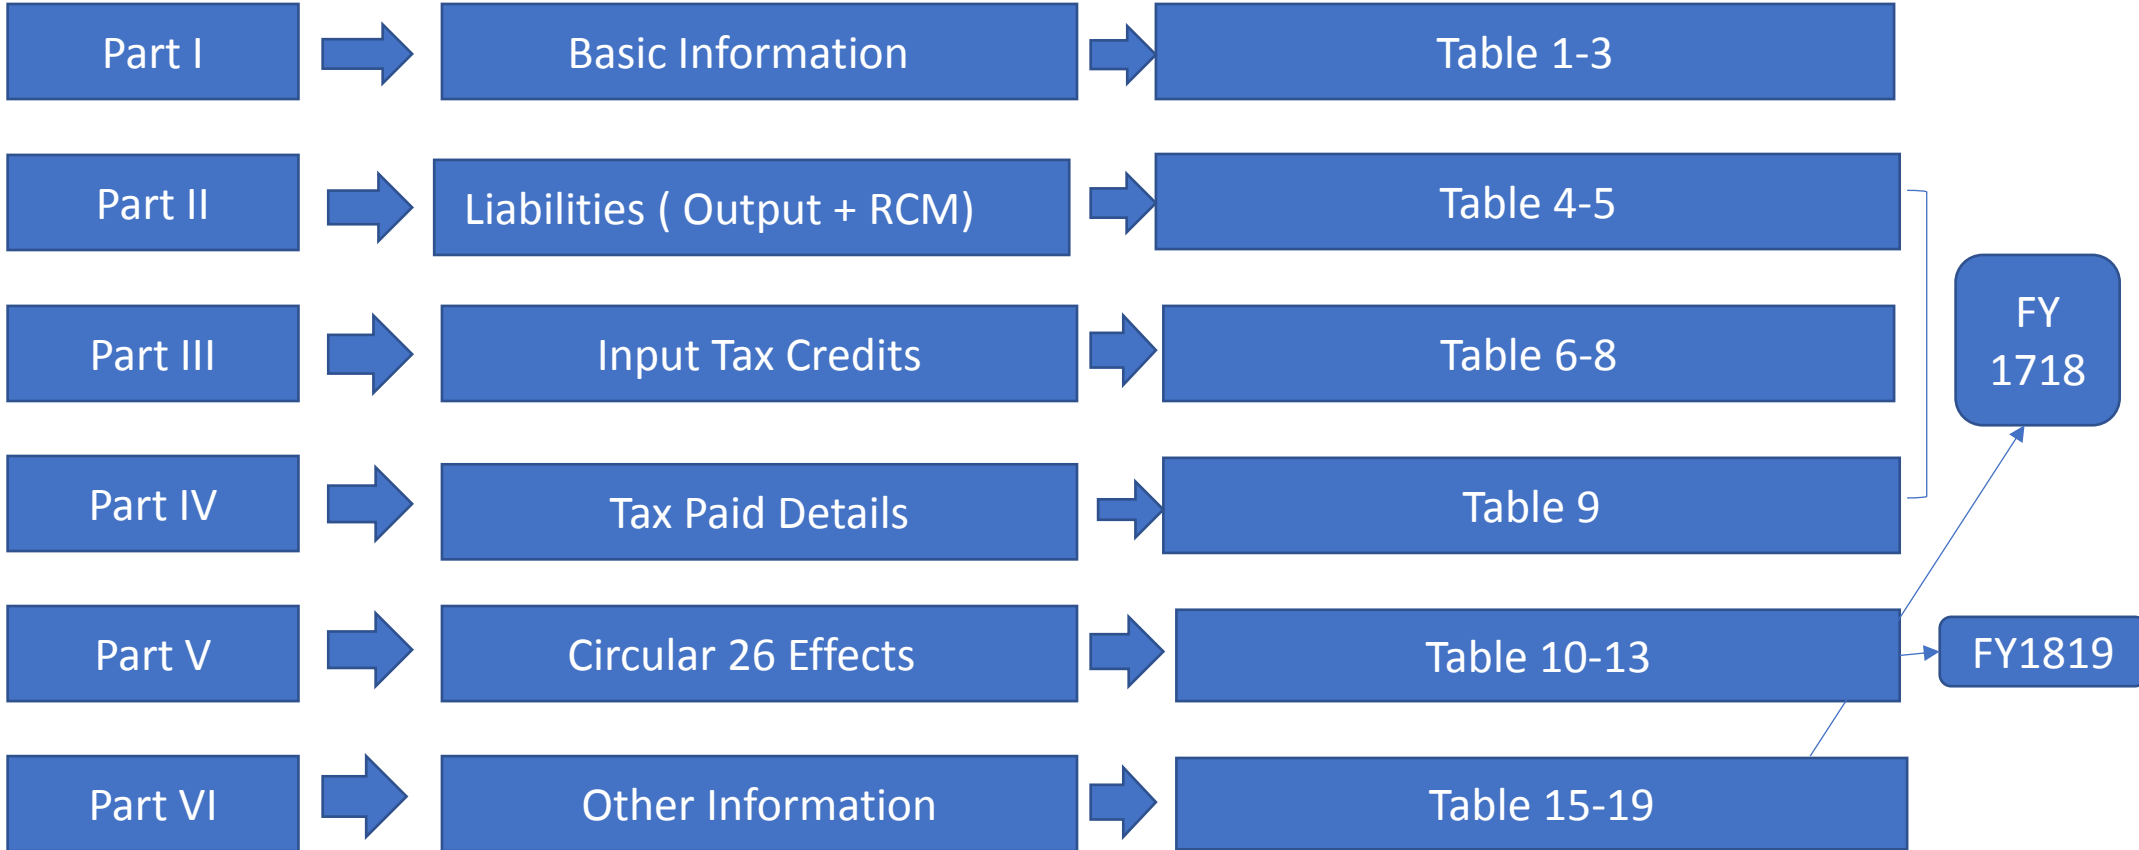 Part I
Basic Information
Table 1-3
Part II
Liabilities ( Output + RCM)
Table 4-5
Part III
Input Tax Credits
Table 6-8
FY
1718
Part IV
Tax Paid Details
Table 9
Part V
Circular 26 Effects
Table 10-13
FY1819
Part VI
Other Information
Table 15-19